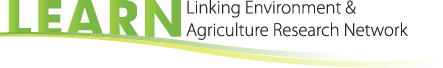 LEARN
Linking Environment &
Agriculture Research Network